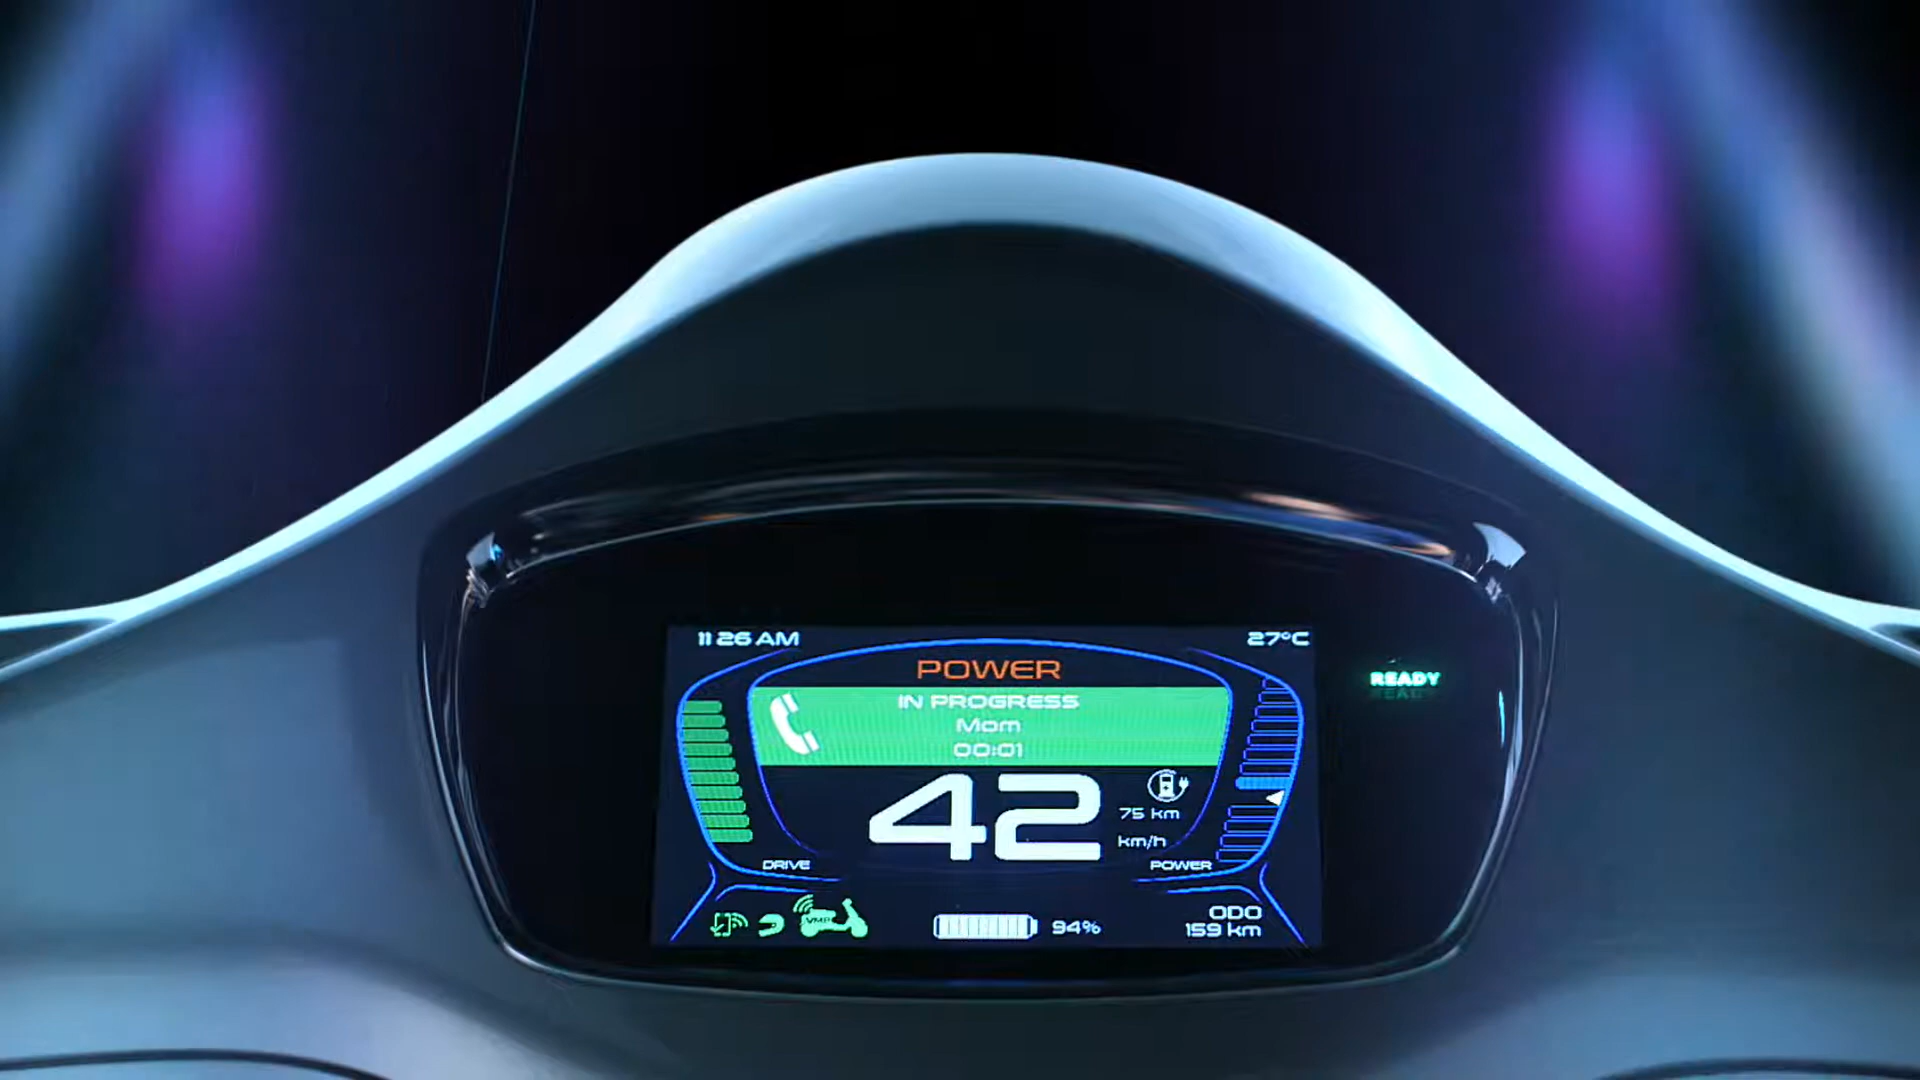 11 26 AM
27°C
POWER
IN PROGRESS
Mom
00:01
READY
42
75 km
km/h
DRIVE
POWER
94%
ODO
159 km